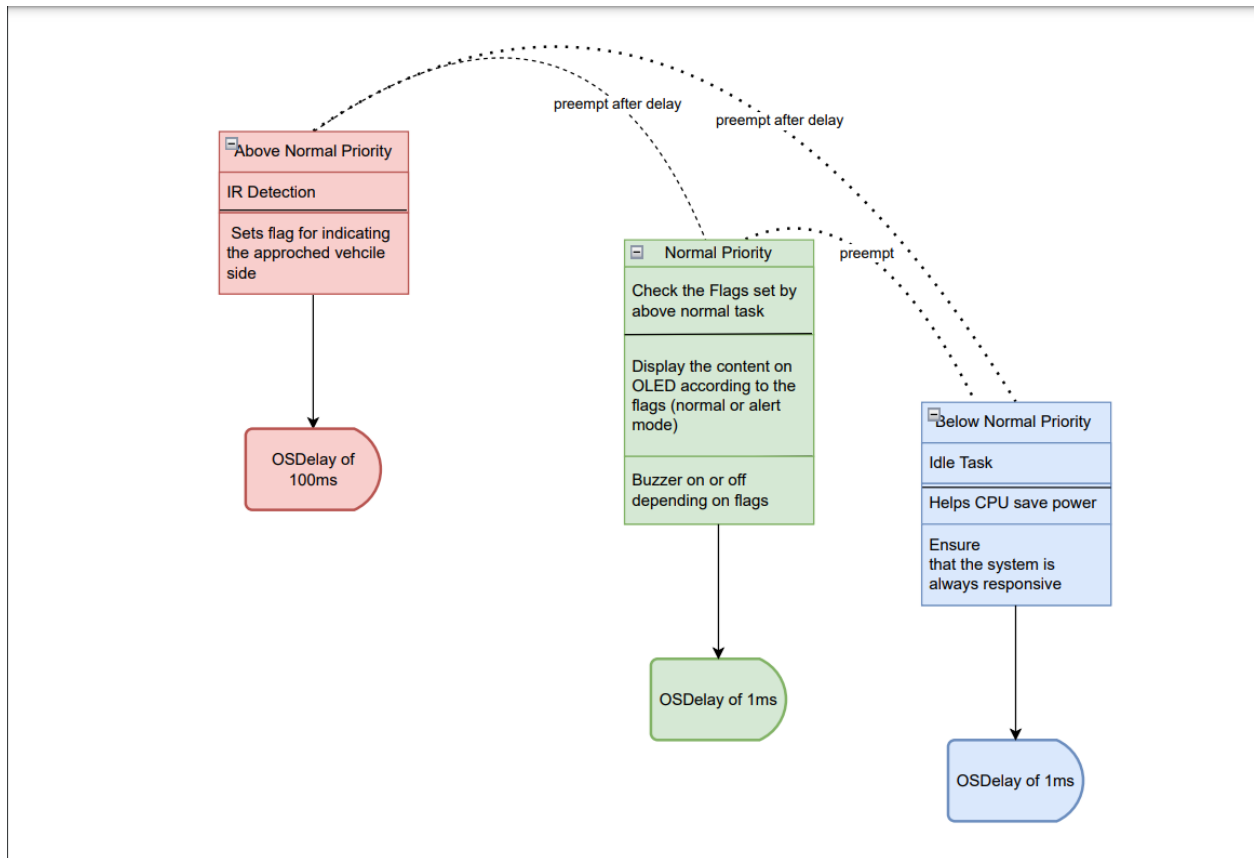 preempt after delay
preempt after delay
Above Normal Priority
IR Detection
Sets flag for indicating
the approched vehcile
side
OSDelay of
100ms
preempt
Normal Priority
Check the Flags set by
above normal task
Display the content on
OLED according to the
flags (normal or alert
mode)
Buzzer on or off
depending on flags
OSDelay of 1ms
Below Normal Priority
Idle Task
Helps CPU save power
Ensure
that the system is
always responsive
OSDelay of 1ms